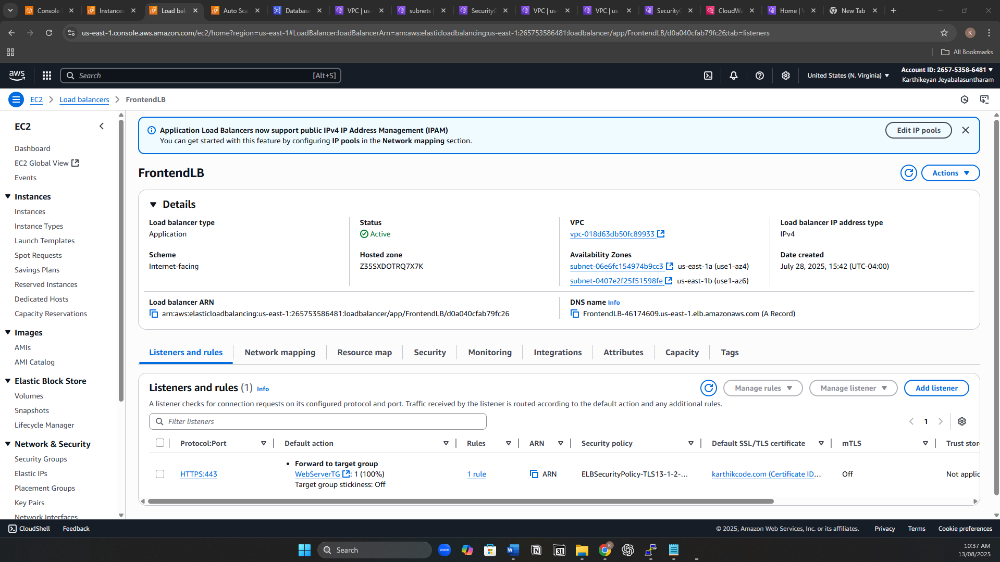 Console
Instances
Load bal
Auto Sca
Database
VPC | us-
subnets |
SecurityG
VPC | us-
VPC | us-
SecurityG
CloudWa
Home | V
New Tab
us-east-1.console.aws.amazon.com/ec2/home?region=us-east-1#LoadBalancer:loadBalancerArn=arn:aws:elasticloadbalancing:us-east-1:265753586481:loadbalancer/app/FrontendLB/d0a040cfab79fc26;tab=listeners
K
All Bookmarks
aws
Search [Alt+S]
United States (N. Virginia)
Account ID: 2657-5358-6481
Karthikeyan Jeyabalasuntharam
EC2 > Load balancers > FrontendLB
EC2
Dashboard
EC2 Global View
Events
Instances
Instances
Instance Types
Launch Templates
Spot Requests
Savings Plans
Reserved Instances
Dedicated Hosts
Capacity Reservations
Images
AMIs
AMI Catalog
Elastic Block Store
Volumes
Snapshots
Lifecycle Manager
Network & Security
Security Groups
Elastic IPs
Placement Groups
Key Pairs
Network Interfaces
Application Load Balancers now support public IPv4 IP Address Management (IPAM)
You can get started with this feature by configuring IP pools in the Network mapping section.
Edit IP pools
FrontendLB
Actions
Details
Load balancer type
Application
Status
Active
VPC
vpc-018d63db50fc89933
Load balancer IP address type
IPv4
Scheme
Internet-facing
Hosted zone
Z35SXDOTRQ7X7K
Availability Zones
subnet-06e6fc154974b9cc3 us-east-1a (use1-az4)
subnet-0407e2f25f51598fe us-east-1b (use1-az6)
Date created
July 28, 2025, 15:42 (UTC-04:00)
Load balancer ARN
arn:aws:elasticloadbalancing:us-east-1:265753586481:loadbalancer/app/FrontendLB/d0a040cfab79fc26
DNS name Info
FrontendLB-46174609.us-east-1.elb.amazonaws.com (A Record)
Listeners and rules
Network mapping
Resource map
Security
Monitoring
Integrations
Attributes
Capacity
Tags
Listeners and rules (1) Info
Manage rules
Manage listener
Add listener
A listener checks for connection requests on its configured protocol and port. Traffic received by the listener is routed according to the default action and any additional rules.
Filter listeners
1
Protocol:Port
Default action
Rules
ARN
Security policy
Default SSL/TLS certificate
mTLS
Trust stor
HTTPS:443
• Forward to target group
WebServerTG : 1 (100%)
Target group stickiness: Off
1 rule
ARN
ELBSecurityPolicy-TLS13-1-2-...
karthikcode.com (Certificate ID...
Off
Not applic
CloudShell
Feedback
© 2025, Amazon Web Services, Inc. or its affiliates.
Privacy
Terms
Cookie preferences
Search
zoom
W
N
31
K
10:37 AM
13/08/2025